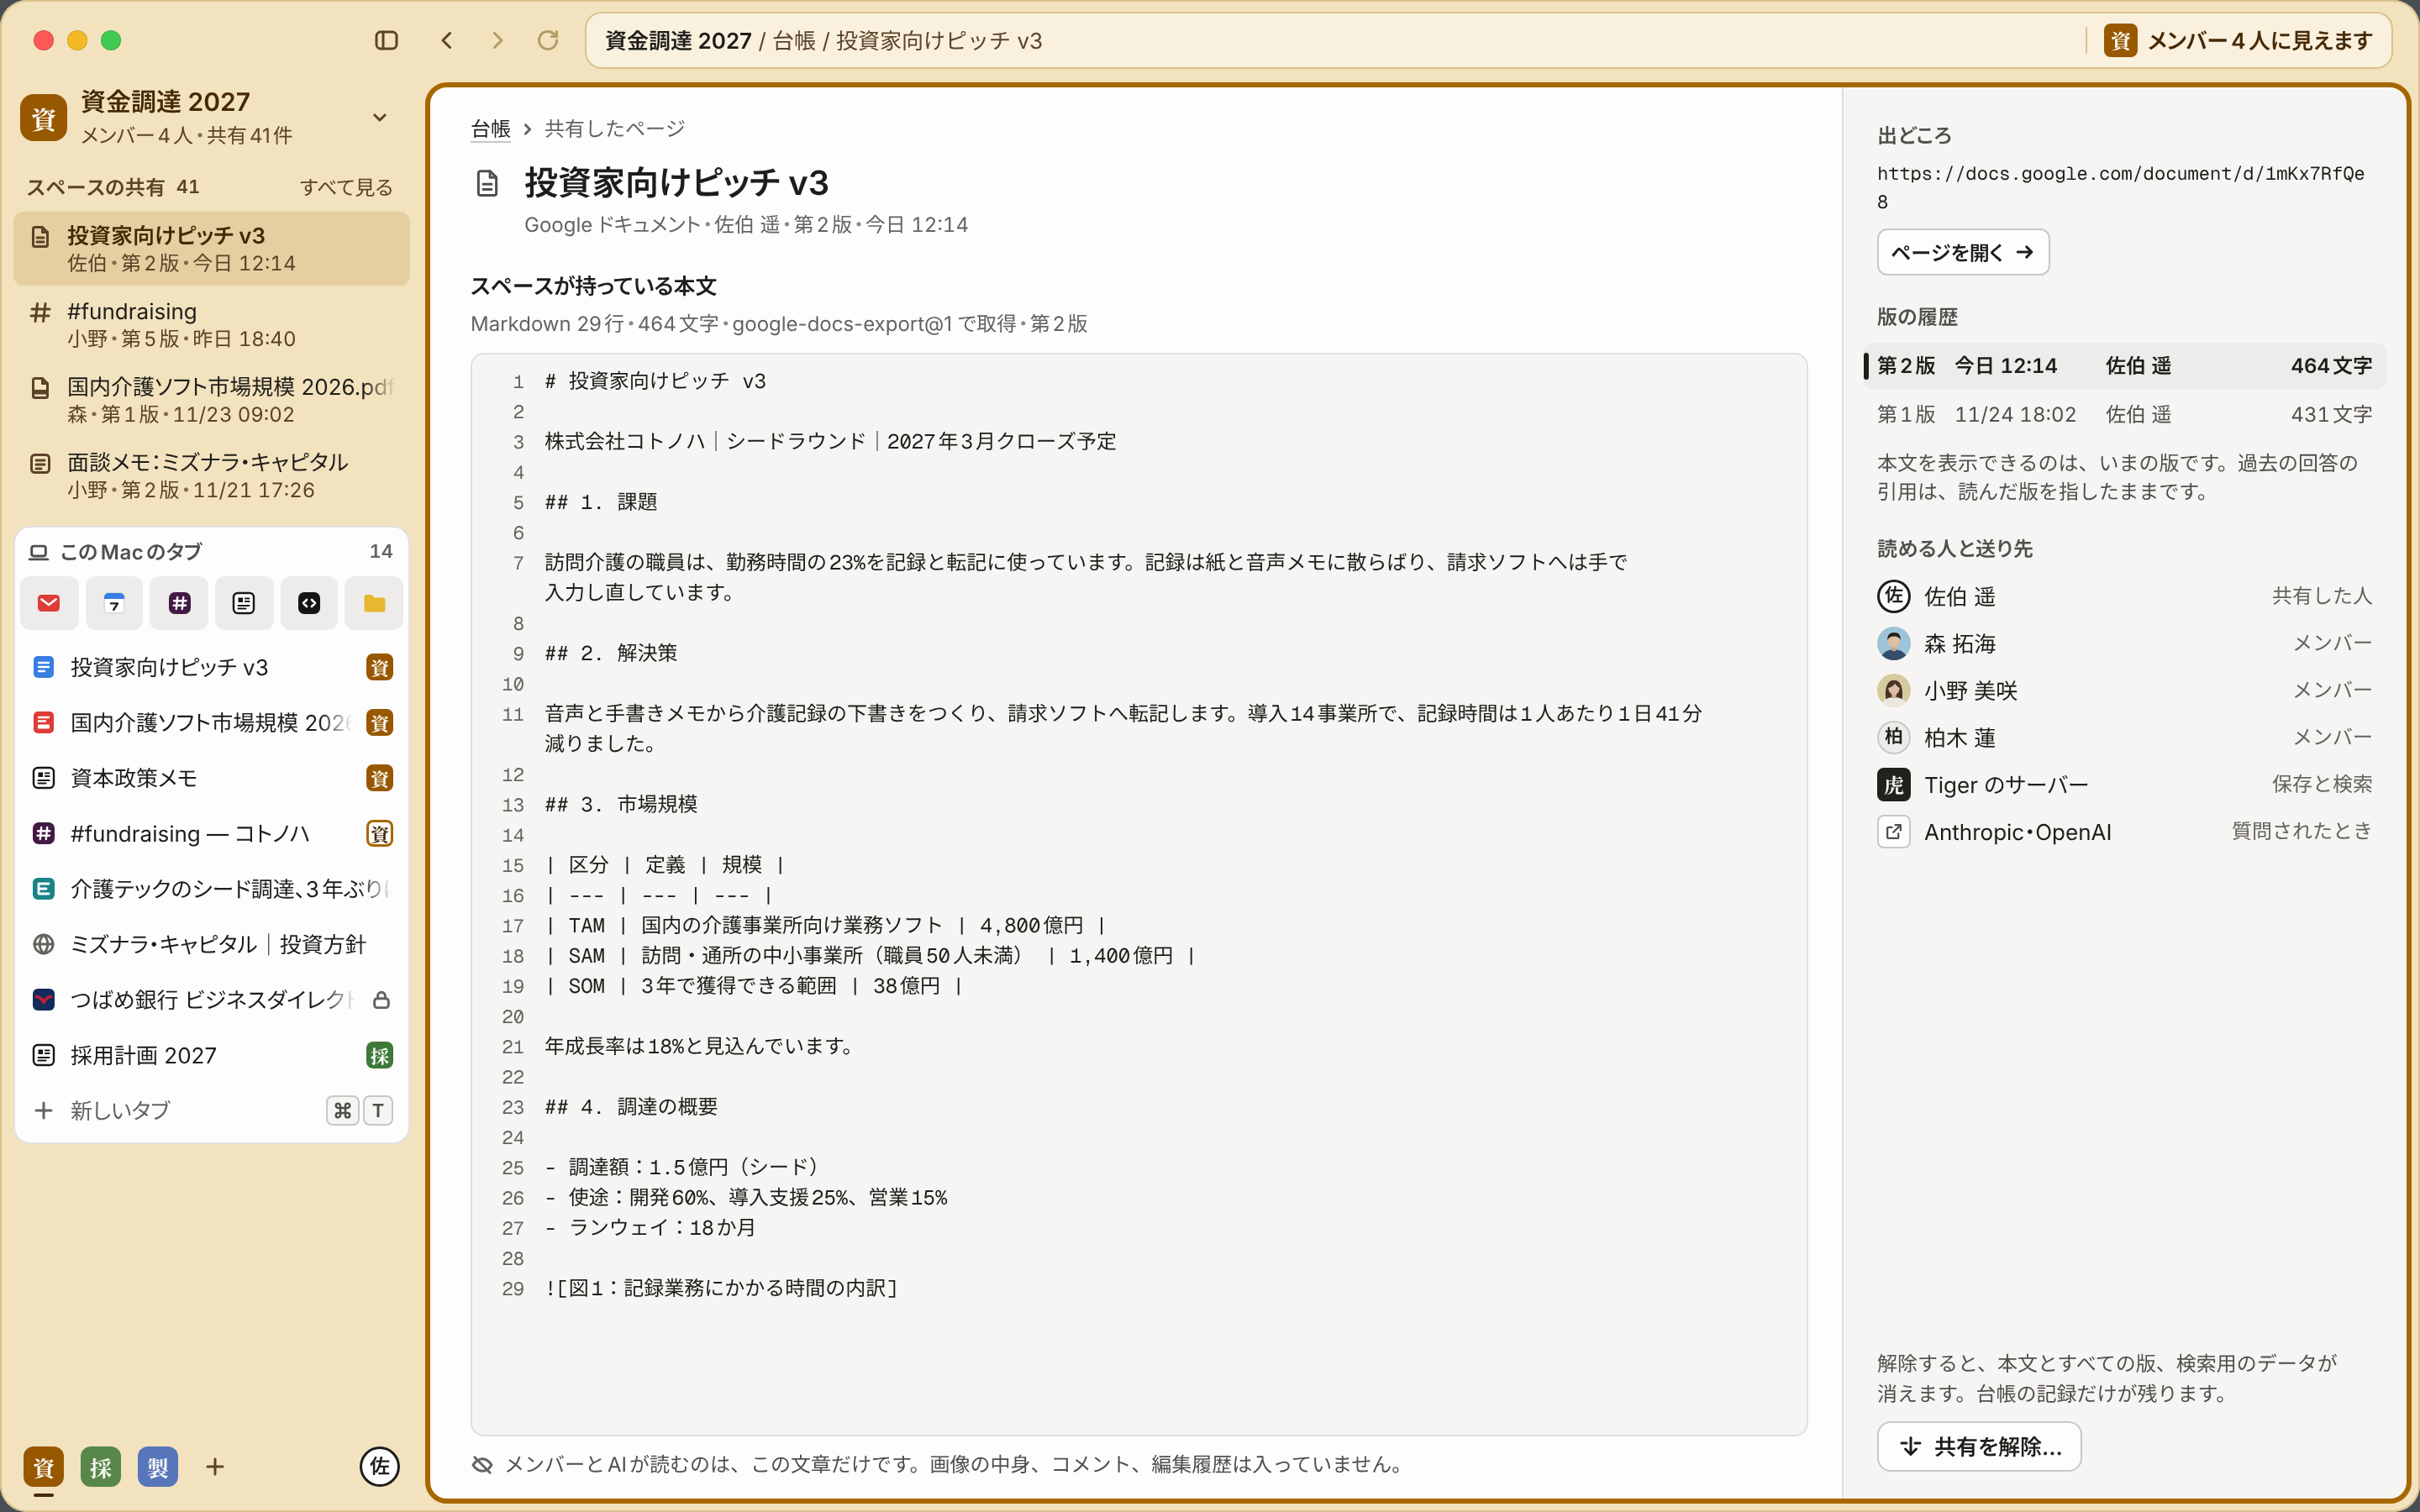 資金調達 2027 / 台帳 / 投資家向けピッチ v3
資 メンバー4人に見えます
資
資金調達 2027
メンバー4人・共有41件
スペースの共有 41
すべて見る
投資家向けピッチ v3
佐伯・第2版・今日 12:14
#fundraising
小野・第5版・昨日 18:40
国内介護ソフト市場規模 2026.pdf
森・第1版・11/23 09:02
面談メモ：ミズナラ・キャピタル
小野・第2版・11/21 17:26
このMacのタブ
14
7
投資家向けピッチ v3
資
国内介護ソフト市場規模 2026
資
資本政策メモ
資
#fundraising — コトノハ
資
介護テックのシード調達、3年ぶりに
ミズナラ・キャピタル｜投資方針
つばめ銀行 ビジネスダイレクト
採用計画 2027
採
新しいタブ
⌘ T
資
採
製
佐
台帳 › 共有したページ
投資家向けピッチ v3
Google ドキュメント・佐伯 遥・第2版・今日 12:14
スペースが持っている本文
Markdown 29行・464文字・google-docs-export@1 で取得・第2版
1 # 投資家向けピッチ v3
2
3 株式会社コトノハ｜シードラウンド｜2027年3月クローズ予定
4
5 ## 1. 課題
6
7 訪問介護の職員は、勤務時間の23%を記録と転記に使っています。記録は紙と音声メモに散らばり、請求ソフトへは手で
入力し直しています。
8
9 ## 2. 解決策
10
11 音声と手書きメモから介護記録の下書きをつくり、請求ソフトへ転記します。導入14事業所で、記録時間は1人あたり1日41分
減りました。
12
13 ## 3. 市場規模
14
15 | 区分 | 定義 | 規模 |
16 | --- | --- | --- |
17 | TAM | 国内の介護事業所向け業務ソフト | 4,800億円 |
18 | SAM | 訪問・通所の中小事業所（職員50人未満） | 1,400億円 |
19 | SOM | 3年で獲得できる範囲 | 38億円 |
20
21 年成長率は18%と見込んでいます。
22
23 ## 4. 調達の概要
24
25 - 調達額：1.5億円（シード）
26 - 使途：開発60%、導入支援25%、営業15%
27 - ランウェイ：18か月
28
29 ![図1：記録業務にかかる時間の内訳]
メンバーとAIが読むのは、この文章だけです。画像の中身、コメント、編集履歴は入っていません。
出どころ
https://docs.google.com/document/d/1mKx7RfQe
8
ページを開く →
版の履歴
第2版 今日 12:14 佐伯 遥 464文字
第1版 11/24 18:02 佐伯 遥 431文字
本文を表示できるのは、いまの版です。過去の回答の
引用は、読んだ版を指したままです。
読める人と送り先
佐 佐伯 遥 共有した人
森 拓海 メンバー
小野 美咲 メンバー
柏 柏木 蓮 メンバー
虎 Tiger のサーバー 保存と検索
Anthropic・OpenAI 質問されたとき
解除すると、本文とすべての版、検索用のデータが
消えます。台帳の記録だけが残ります。
共有を解除…